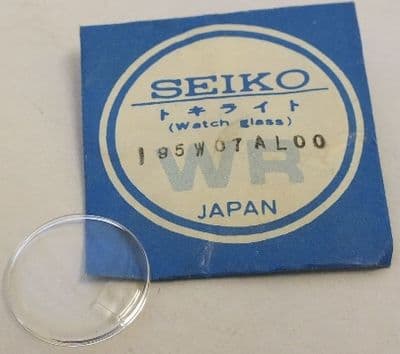 SEIKO
トキライト
(Watch glass)
195W07AL00
WR
JAPAN